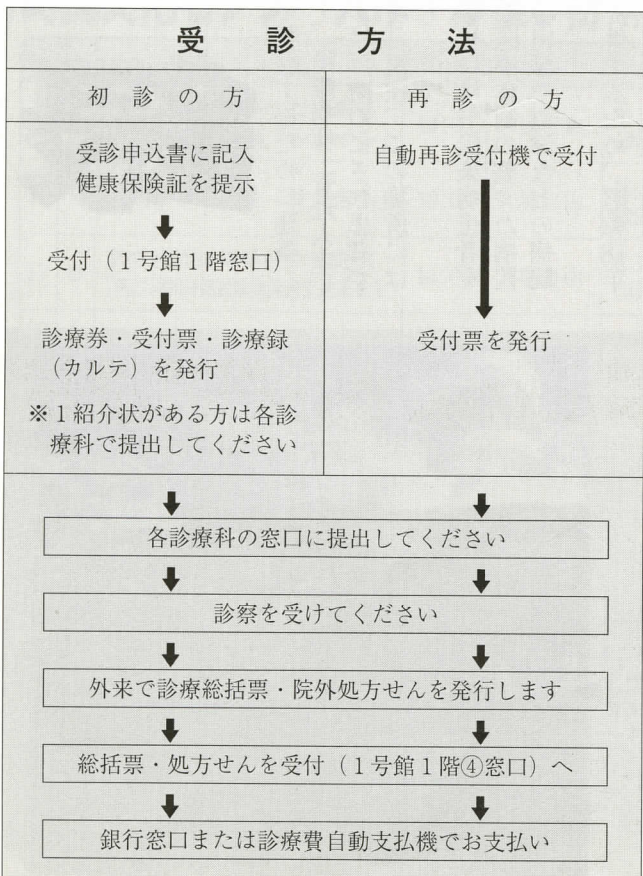 受診方法
初診の方
再診の方
受診申込書に記入
健康保険証を提示
受付（1号館1階窓口）
診療券・受付票・診療録
（カルテ）を発行
※1紹介状がある方は各診
療科で提出してください
自動再診受付機で受付
受付票を発行
各診療科の窓口に提出してください
診察を受けてください
外来で診療総括票・院外処方せんを発行します
総括票・処方せんを受付（1号館1階④窓口）へ
銀行窓口または診療費自動支払機でお支払い